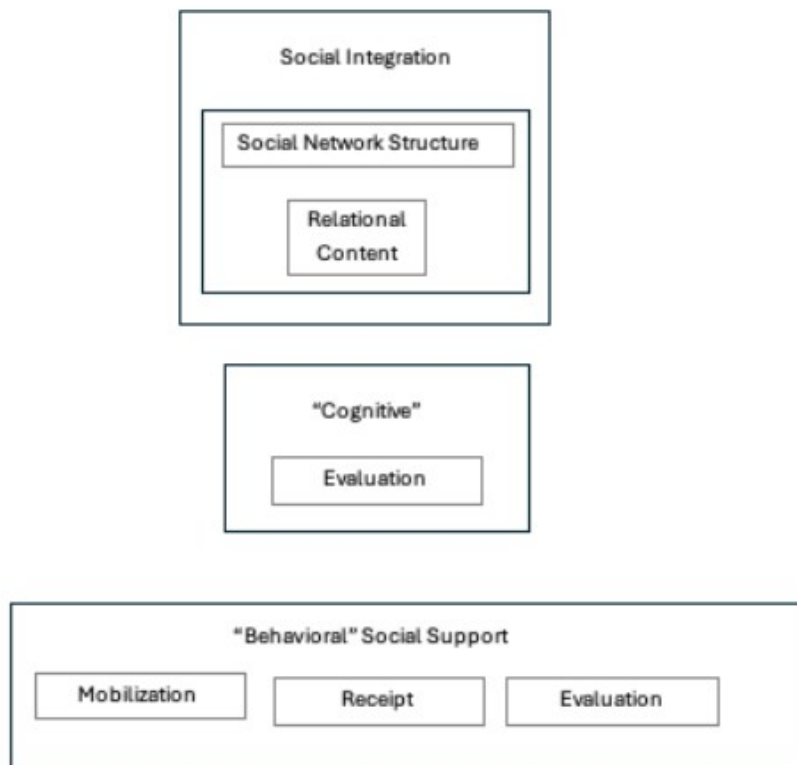 Social Integration
Social Network Structure
Relational
Content
“Cognitive”
Evaluation
“Behavioral” Social Support
Mobilization
Receipt
Evaluation